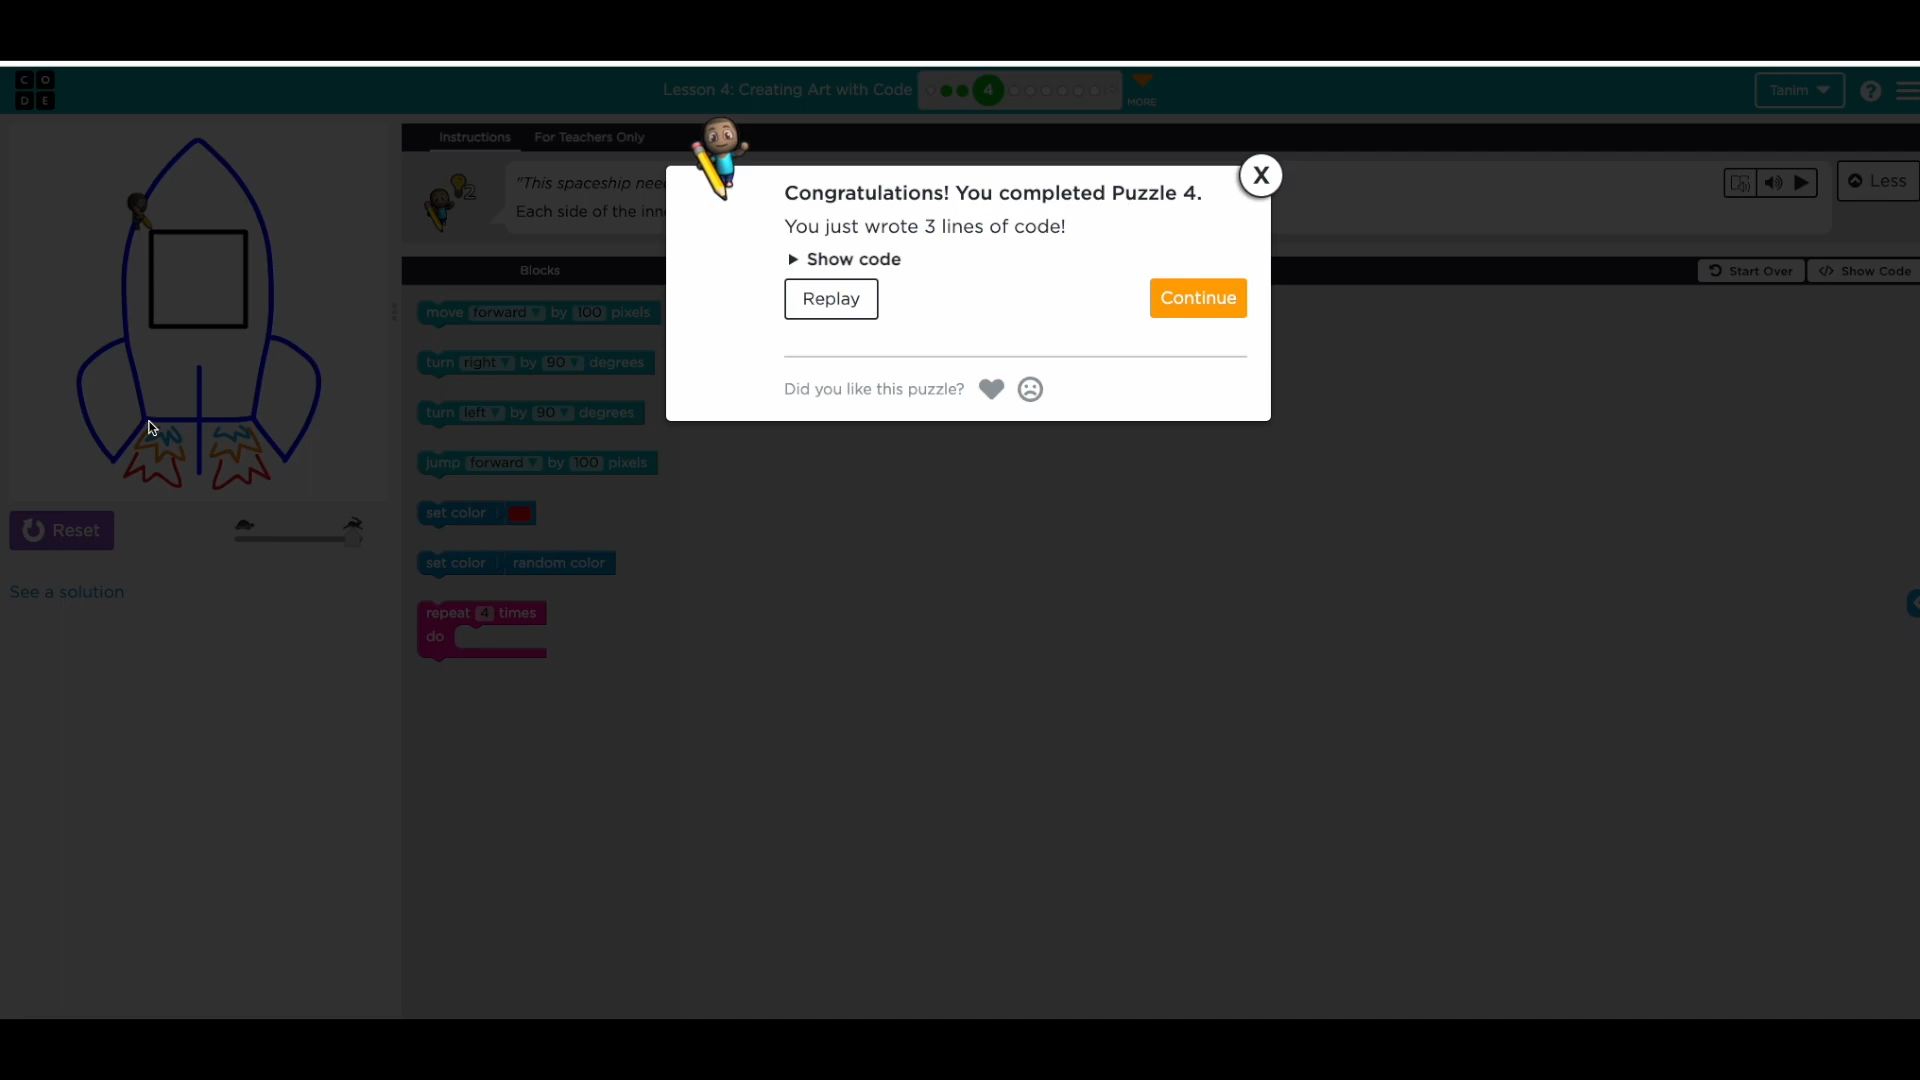 C O
D E
Lesson 4: Creating Art with Code
4
MORE
Tanim
?
Instructions
For Teachers Only
2
"This spaceship nee
Each side of the inn
Less
Congratulations! You completed Puzzle 4.
You just wrote 3 lines of code!
Show code
Replay
Continue
Did you like this puzzle?
X
Blocks
Start Over
</> Show Code
move forward by 100 pixels
turn right by 90 degrees
turn left by 90 degrees
jump forward by 100 pixels
set color
set color random color
repeat 4 times
do
Reset
See a solution